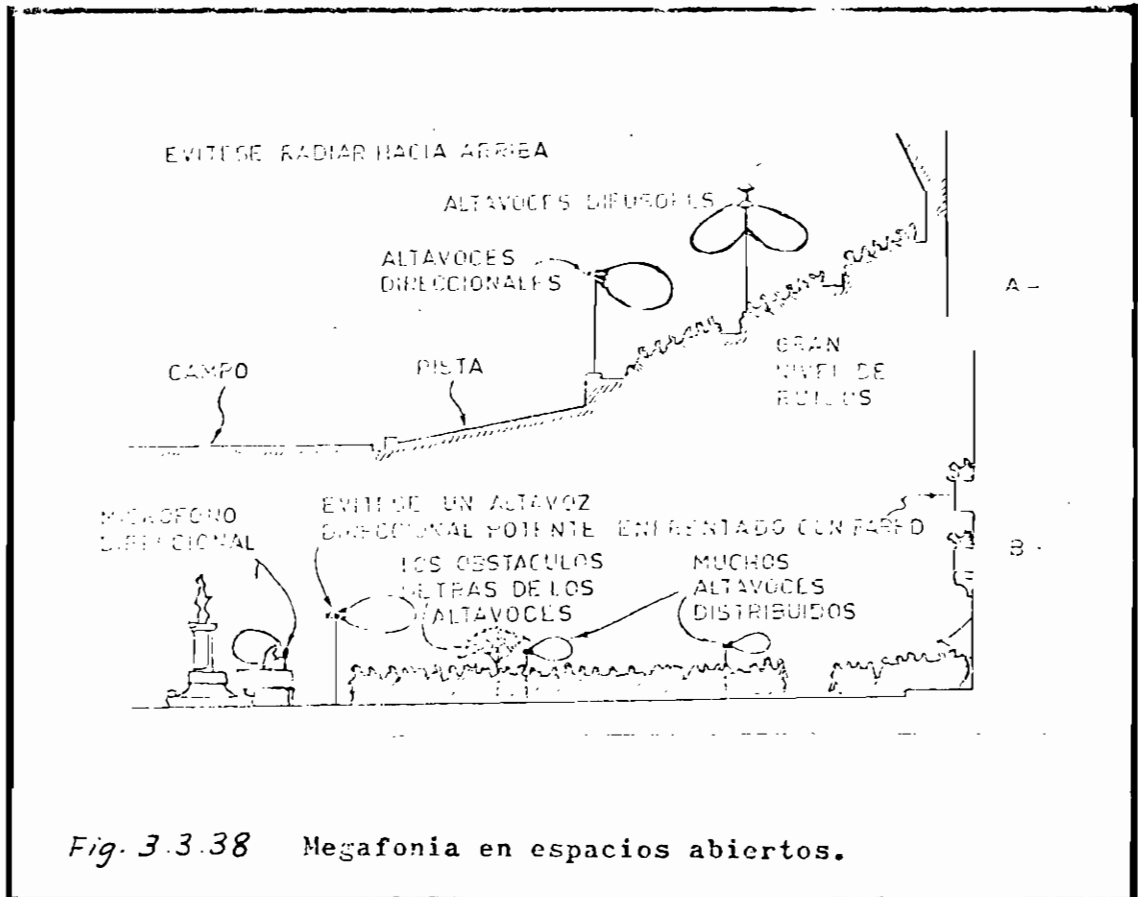 EVITESE RADIAR HACIA ARRIBA
ALTAVOCES DIFUSORES
ALTAVOCES
DIRECCIONALES
A -
GRAN
NIVEL DE
RUIDOS
CAMPO
PISTA
MICROFONO
DIRECCIONAL
EVITESE UN ALTAVOZ
DIRECCIONAL POTENTE ENFRENTADO CON PARED
LOS OBSTACULOS
DETRAS DE LOS
ALTAVOCES
MUCHOS
ALTAVOCES
DISTRIBUIDOS
B -
Fig. 3.3.38 Megafonia en espacios abiertos.